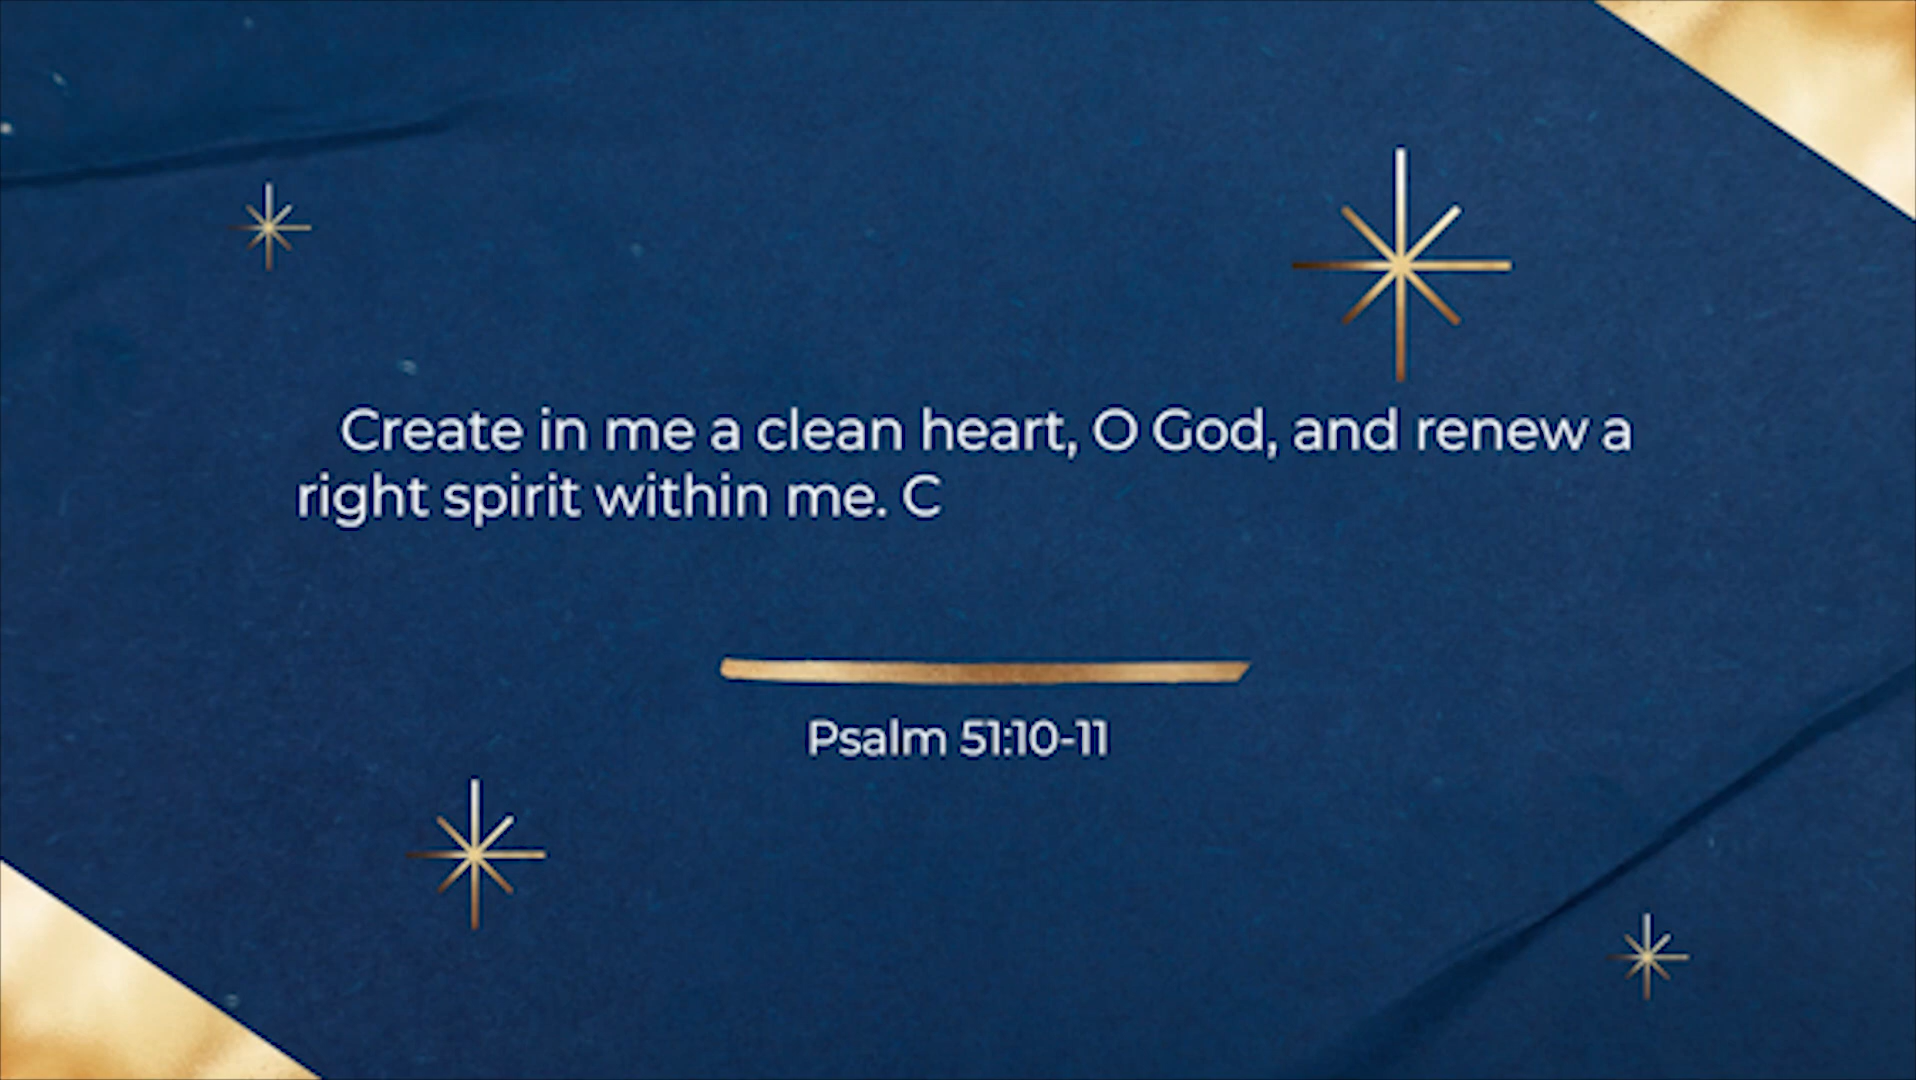 Create in me a clean heart, O God, and renew a
right spirit within me. C
Psalm 51:10-11